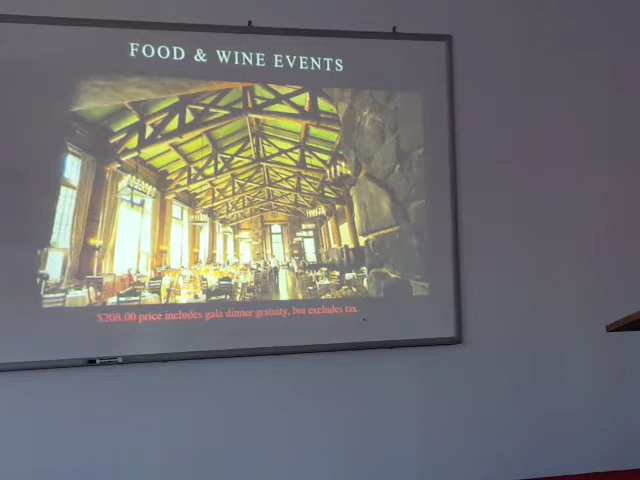 FOOD & WINE EVENTS
$208.00 price includes gala dinner gratuity, but excludes tax.